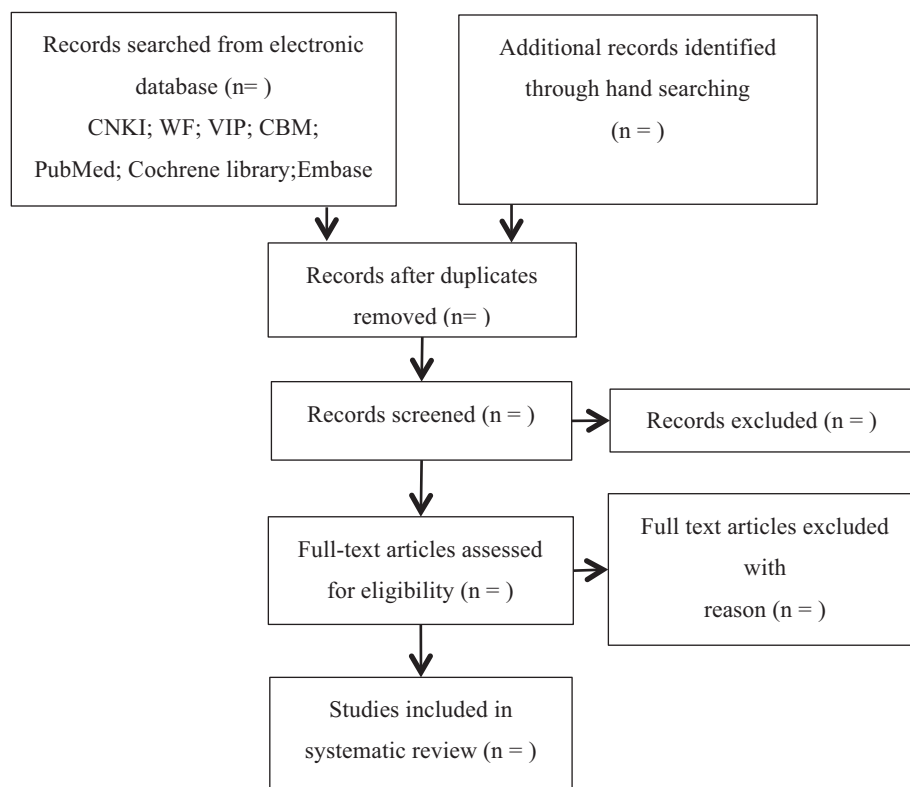 Records searched from electronic
database (n= )
CNKI; WF; VIP; CBM;
PubMed; Cochrene library;Embase
Additional records identified
through hand searching
(n = )
Records after duplicates
removed (n= )
Records screened (n = )
Records excluded (n = )
Full-text articles assessed
for eligibility (n = )
Full text articles excluded
with
reason (n = )
Studies included in
systematic review (n = )